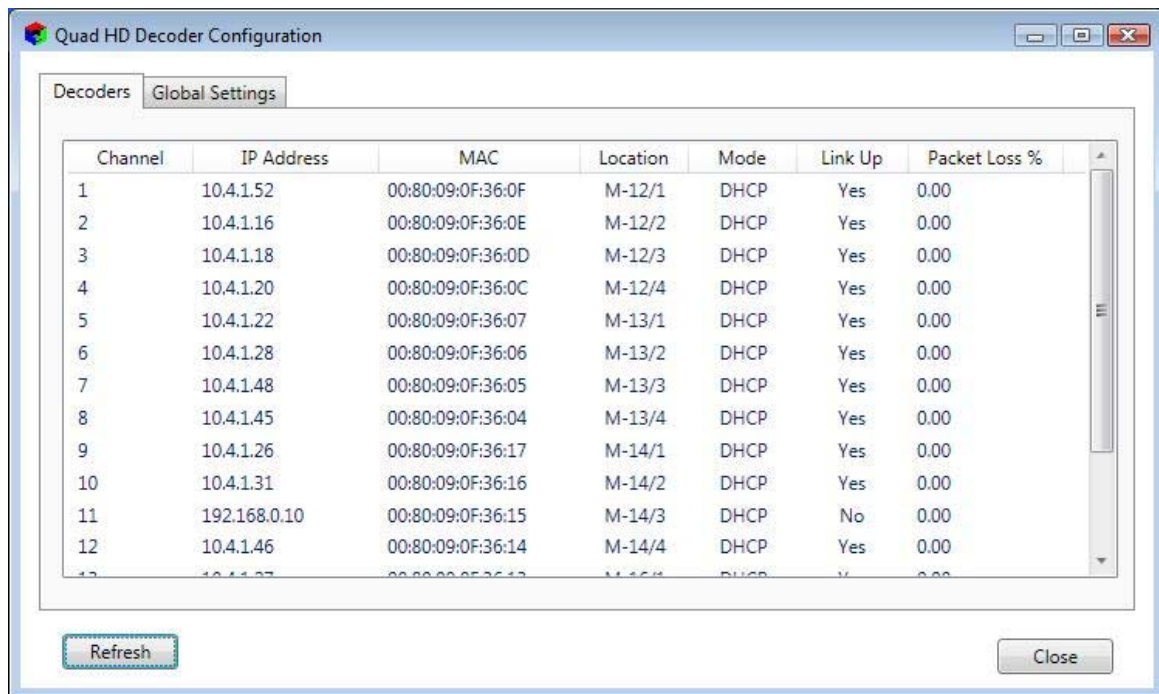 Quad HD Decoder Configuration
Decoders Global Settings
Channel IP Address MAC Location Mode Link Up Packet Loss %
1 10.4.1.52 00:80:09:0F:36:0F M-12/1 DHCP Yes 0.00
2 10.4.1.16 00:80:09:0F:36:0E M-12/2 DHCP Yes 0.00
3 10.4.1.18 00:80:09:0F:36:0D M-12/3 DHCP Yes 0.00
4 10.4.1.20 00:80:09:0F:36:0C M-12/4 DHCP Yes 0.00
5 10.4.1.22 00:80:09:0F:36:07 M-13/1 DHCP Yes 0.00
6 10.4.1.28 00:80:09:0F:36:06 M-13/2 DHCP Yes 0.00
7 10.4.1.48 00:80:09:0F:36:05 M-13/3 DHCP Yes 0.00
8 10.4.1.45 00:80:09:0F:36:04 M-13/4 DHCP Yes 0.00
9 10.4.1.26 00:80:09:0F:36:17 M-14/1 DHCP Yes 0.00
10 10.4.1.31 00:80:09:0F:36:16 M-14/2 DHCP Yes 0.00
11 192.168.0.10 00:80:09:0F:36:15 M-14/3 DHCP No 0.00
12 10.4.1.46 00:80:09:0F:36:14 M-14/4 DHCP Yes 0.00
Refresh Close